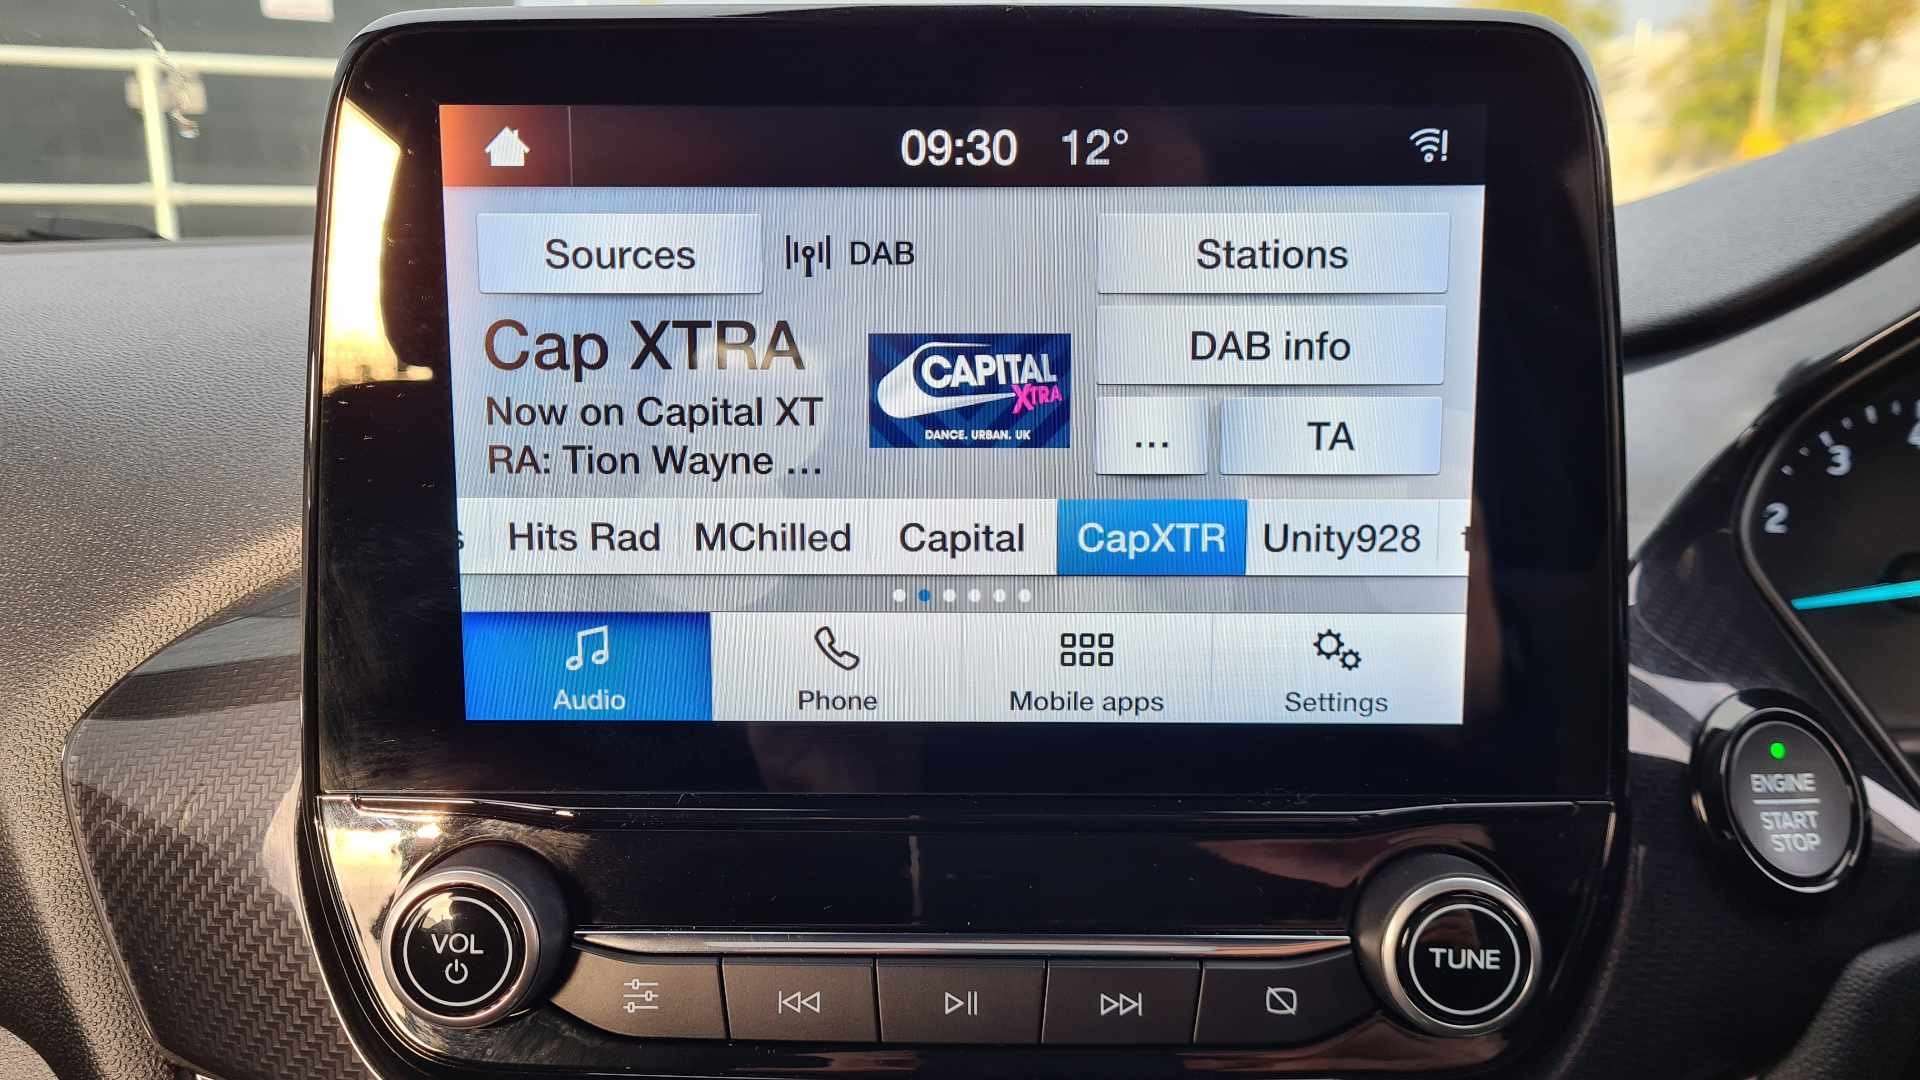 09:30 12°
Sources
DAB
Stations
Cap XTRA
CAPITAL
XTRA
DANCE. URBAN. UK
DAB info
Now on Capital XT
RA: Tion Wayne ...
...
TA
Hits Rad
MChilled
Capital
CapXTR
Unity928
Audio
Phone
Mobile apps
Settings
2
3
ENGINE
START
STOP
VOL
TUNE